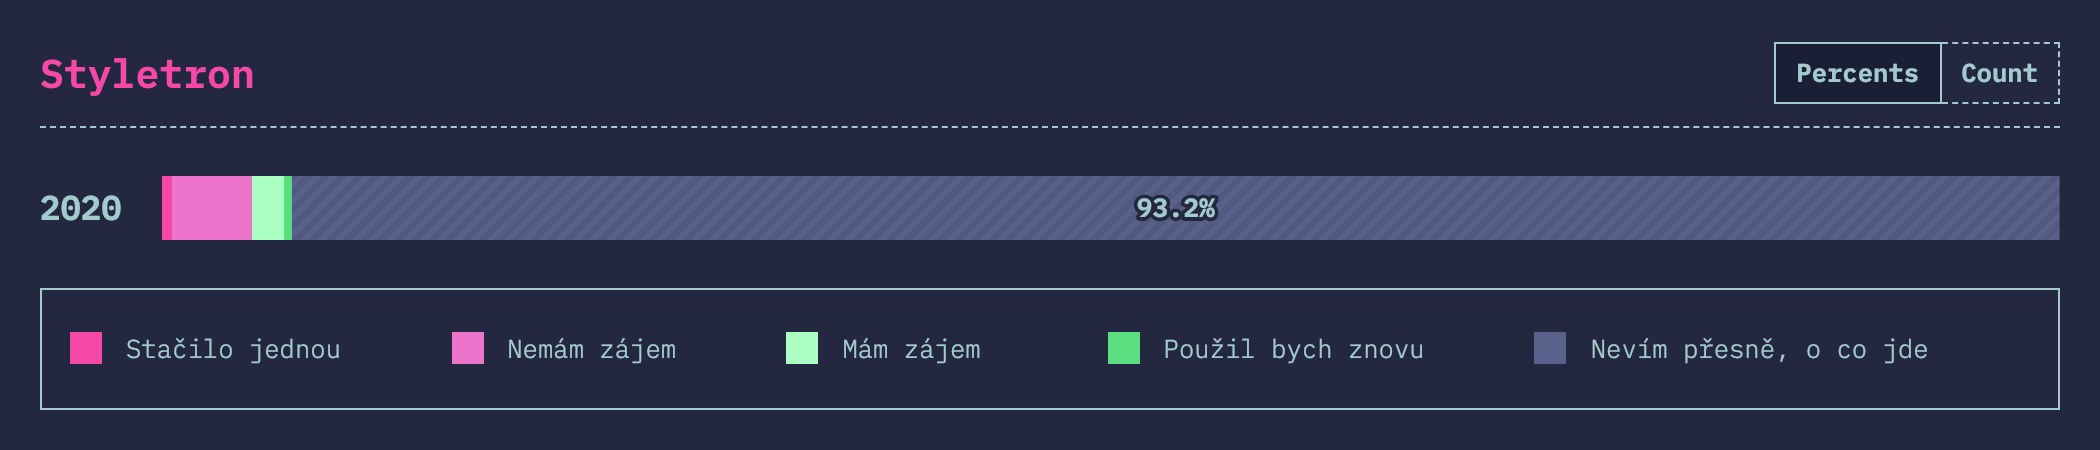 Styletron
Percents Count
2020 93.2%
Stačilo jednou Nemám zájem Mám zájem Použil bych znovu Nevím přesně, o co jde